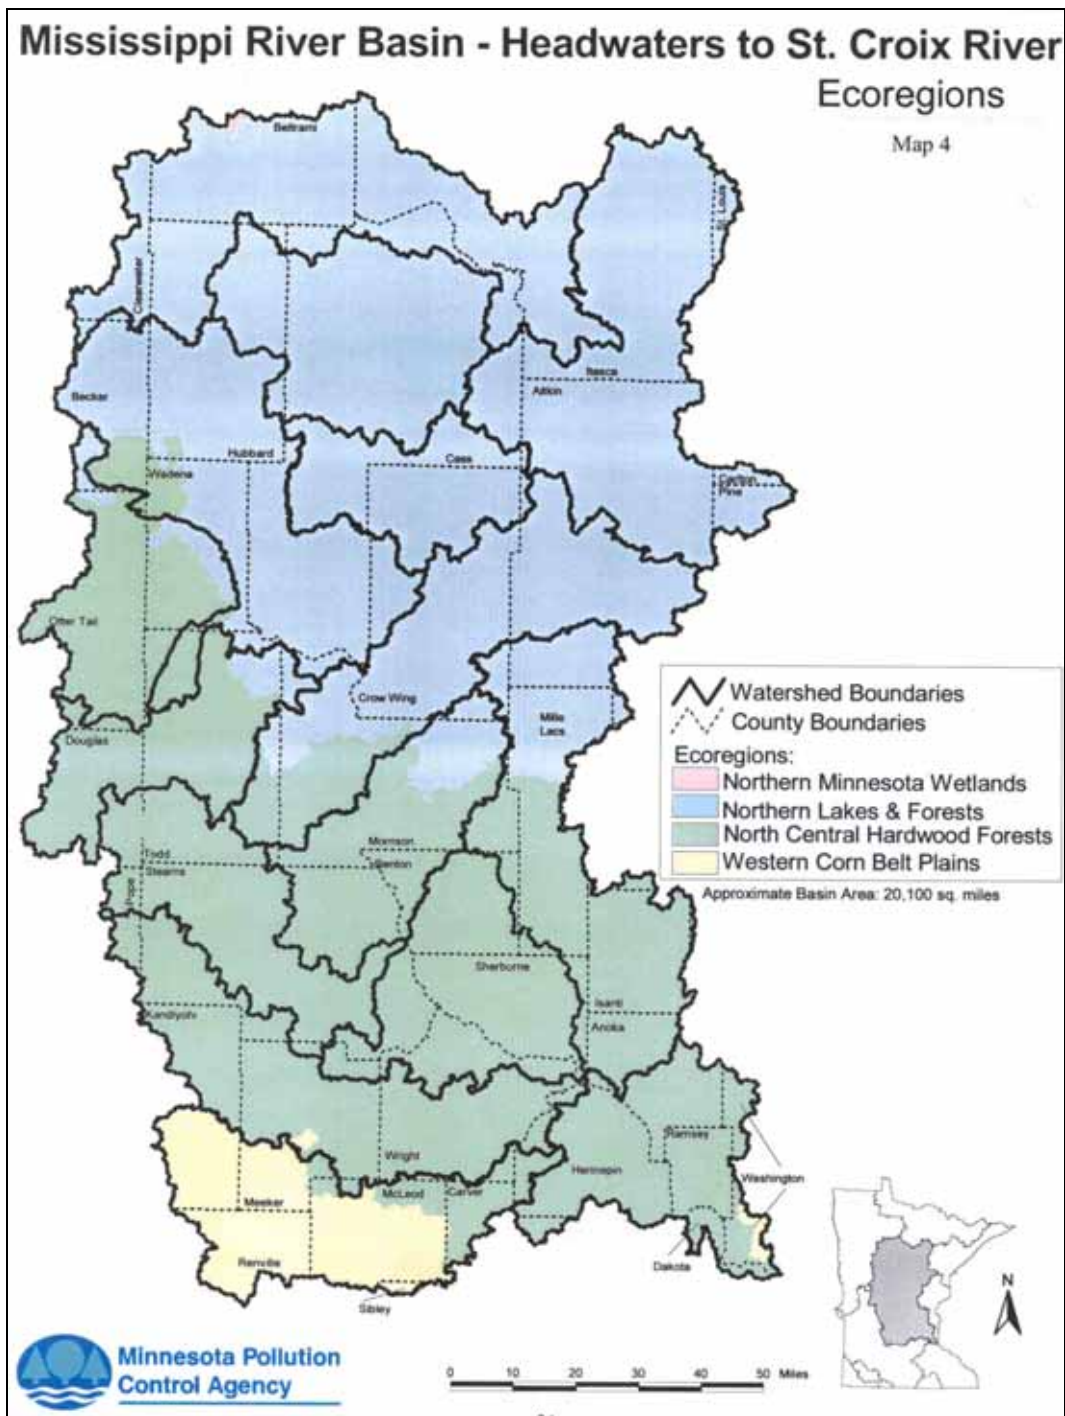 Mississippi River Basin - Headwaters to St. Croix River
Ecoregions
Map 4
Beltrami
St. Louis
Clearwater
Itasca
Aitkin
Becker
Hubbard
Cass
Wadena
Carlton
Pine
Otter Tail
Crow Wing
Mille
Lacs
Douglas
Watershed Boundaries
County Boundaries
Ecoregions:
Northern Minnesota Wetlands
Northern Lakes & Forests
North Central Hardwood Forests
Western Corn Belt Plains
Approximate Basin Area: 20,100 sq. miles
Morrison
Benton
Todd
Stearns
Pope
Sherborne
Isanti
Anoka
Kandiyohi
Ramsey
Wright
Hennepin
Washington
Meeker
McLeod
Carver
Renville
Dakota
Sibley
N
Minnesota Pollution
Control Agency
0 10 20 30 40 50 Miles